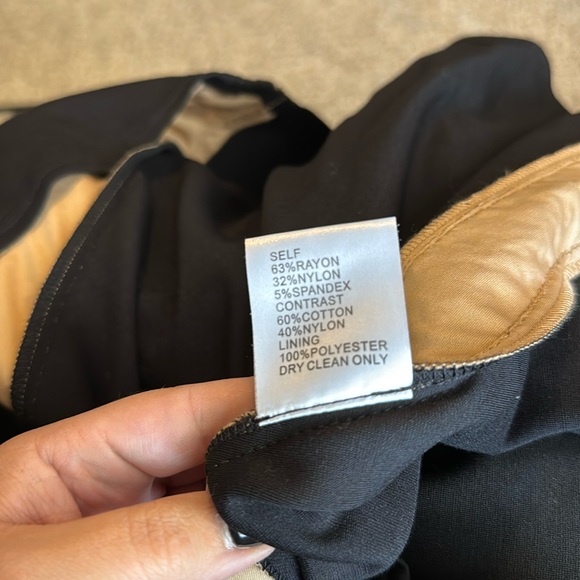 SELF
63%RAYON
32%NYLON
5%SPANDEX
CONTRAST
60%COTTON
40%NYLON
LINING
100%POLYESTER
DRY CLEAN ONLY